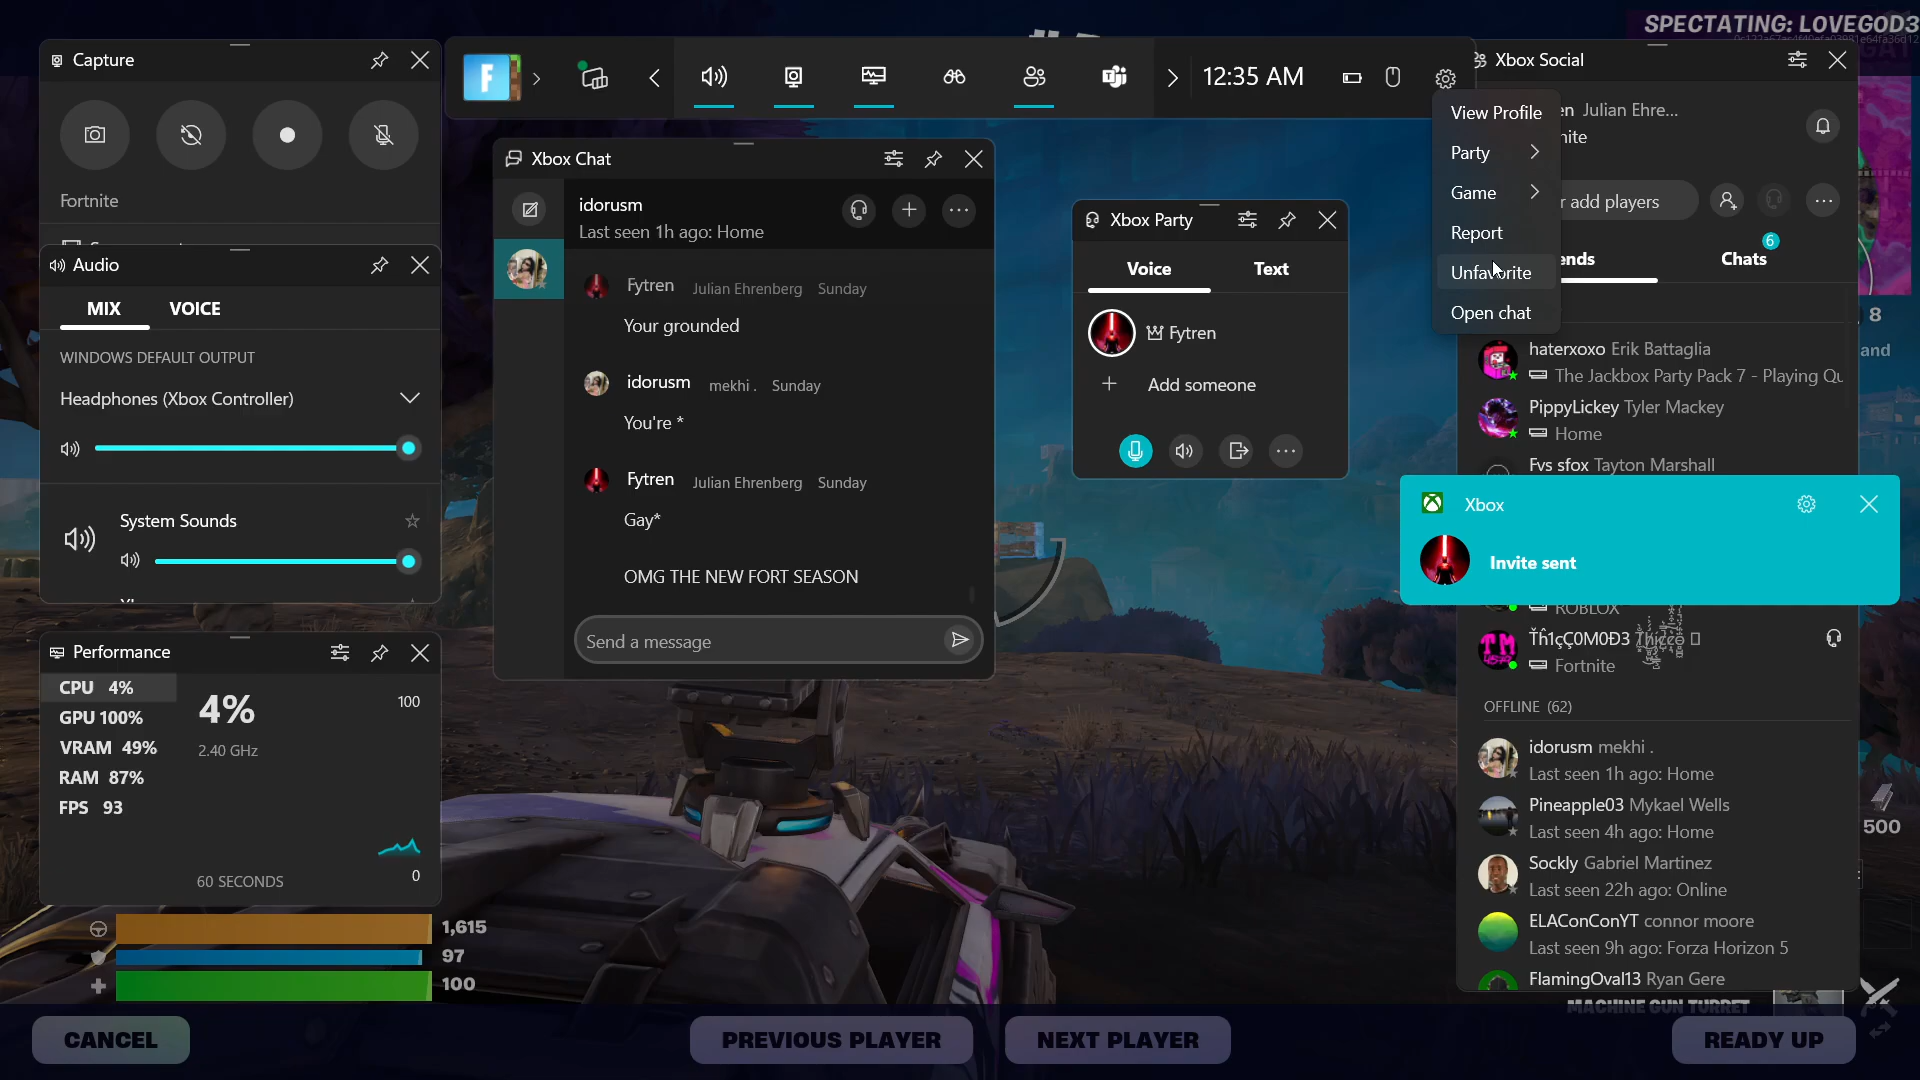 SPECTATING: LOVEGOD3
Capture
Fortnite
Audio
MIX VOICE
WINDOWS DEFAULT OUTPUT
Headphones (Xbox Controller)
System Sounds
Performance
CPU 4%
GPU 100%
VRAM 49%
RAM 87%
FPS 93
4%
2.40 GHz
100
60 SECONDS
0
1,615
97
100
F
12:35 AM
Xbox Chat
idorusm
Last seen 1h ago: Home
Fytren Julian Ehrenberg Sunday
Your grounded
idorusm mekhi . Sunday
You're *
Fytren Julian Ehrenberg Sunday
Gay*
OMG THE NEW FORT SEASON
Send a message
Xbox Party
Voice Text
Fytren
Add someone
View Profile
Party
Game
Report
Unfavorite
Open chat
Xbox Social
en Julian Ehre...
nite
r add players
ends
Chats
6
haterxoxo Erik Battaglia
The Jackbox Party Pack 7 - Playing Qu
PippyLickey Tyler Mackey
Home
Fvs sfox Tayton Marshall
Xbox
Invite sent
ROBLOX
Fortnite
OFFLINE (62)
idorusm mekhi .
Last seen 1h ago: Home
Pineapple03 Mykael Wells
Last seen 4h ago: Home
Sockly Gabriel Martinez
Last seen 22h ago: Online
ELAConConYT connor moore
Last seen 9h ago: Forza Horizon 5
FlamingOval13 Ryan Gere
8
and
500
MACHINE GUN TURRET
CANCEL
PREVIOUS PLAYER
NEXT PLAYER
READY UP